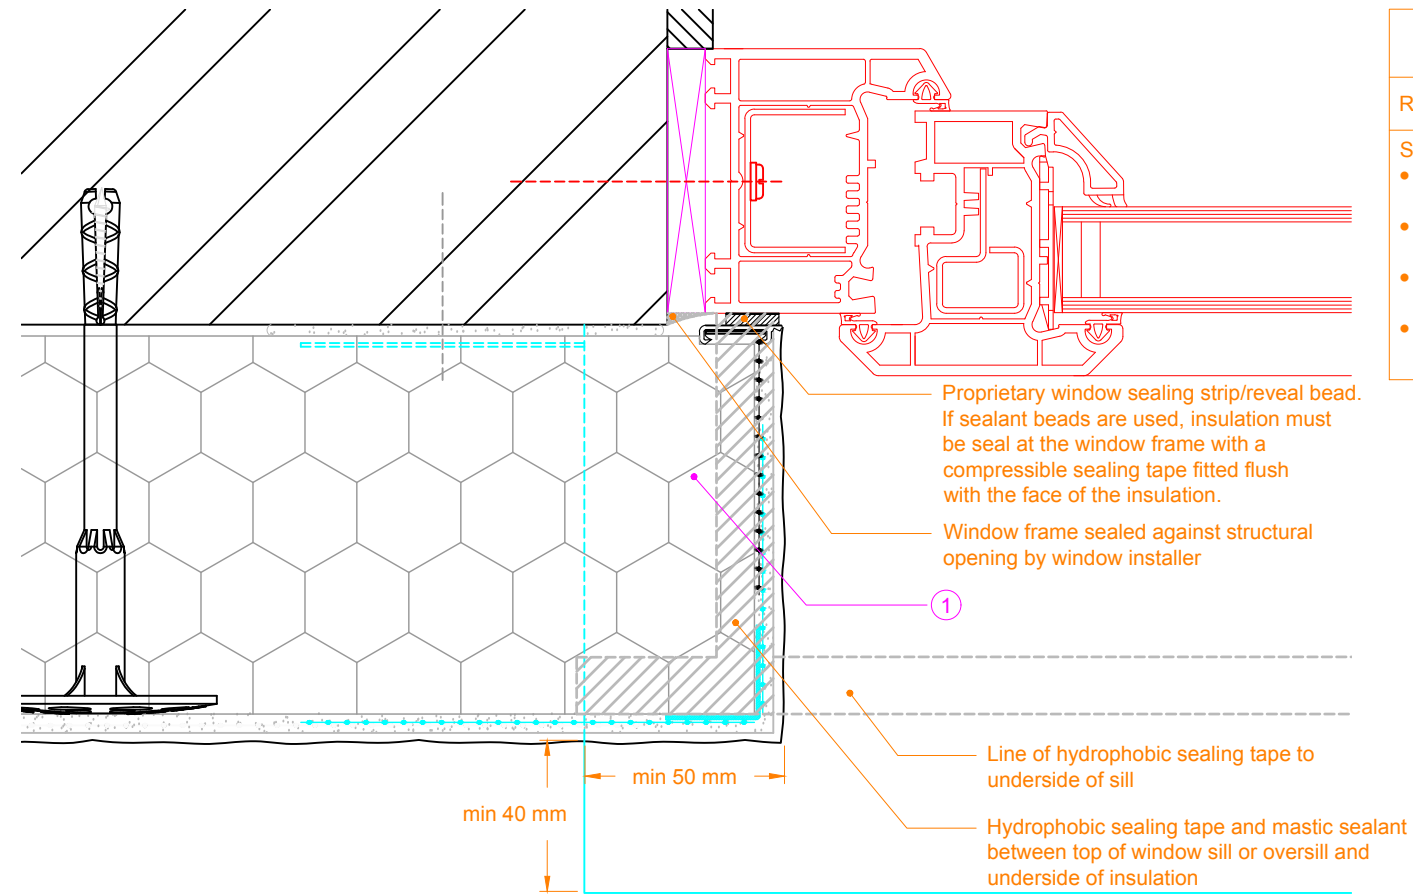 R
S
Proprietary window sealing strip/reveal bead.
If sealant beads are used, insulation must
be seal at the window frame with a
compressible sealing tape fitted flush
with the face of the insulation.
Window frame sealed against structural
opening by window installer
1
Line of hydrophobic sealing tape to
underside of sill
min 50 mm
min 40 mm
Hydrophobic sealing tape and mastic sealant
between top of window sill or oversill and
underside of insulation